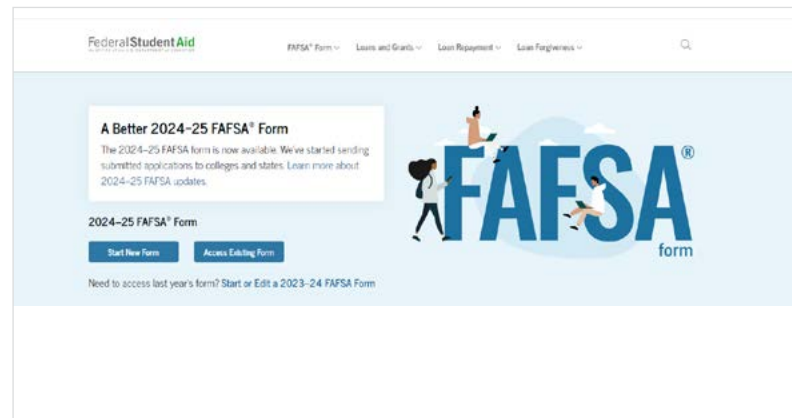 Federal Student Aid
FAFSA® Form Loans and Grants Loan Repayment Loan Forgiveness
A Better 2024–25 FAFSA® Form
The 2024–25 FAFSA form is now available. We've started sending
submitted applications to colleges and states. Learn more about
2024–25 FAFSA updates.
FAFSA®
form
2024–25 FAFSA® Form
Start New Form Access Existing Form
Need to access last year's form? Start or Edit a 2023–24 FAFSA Form